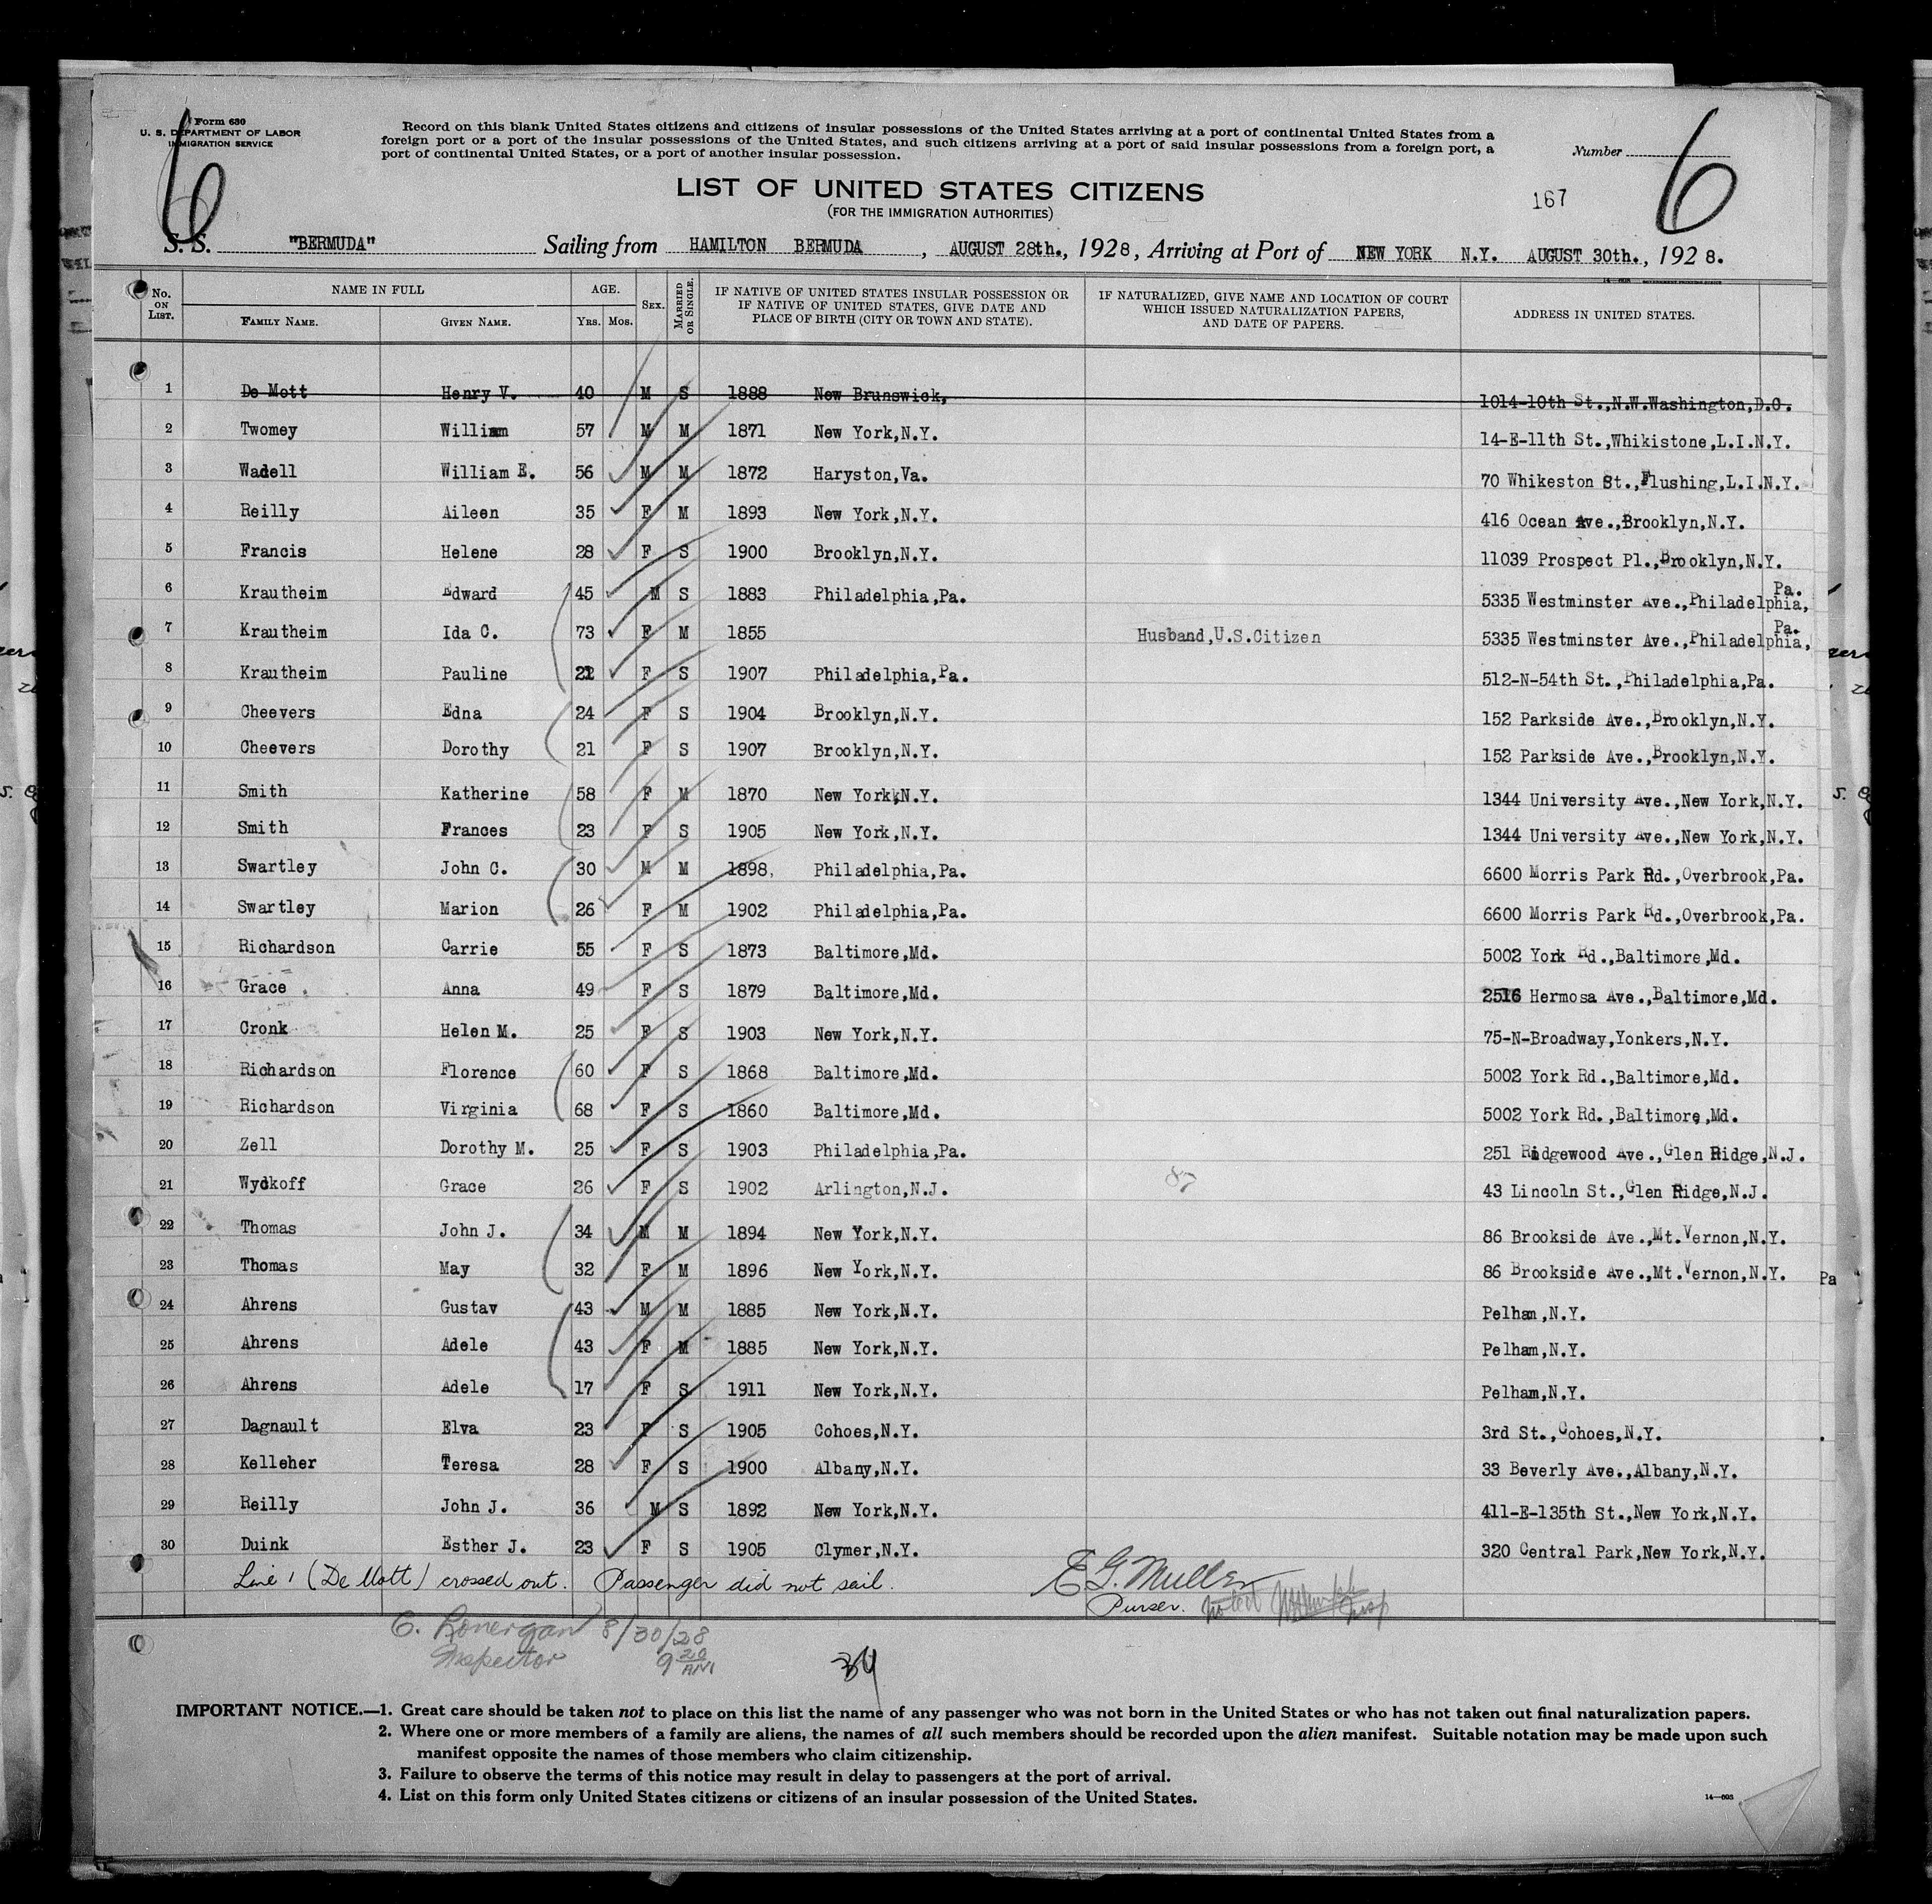 Form 630
U. S. DEPARTMENT OF LABOR
IMMIGRATION SERVICE
6
Record on this blank United States citizens and citizens of insular possessions of the United States arriving at a port of continental United States from a
foreign port or a port of the insular possessions of the United States, and such citizens arriving at a port of said insular possessions from a foreign port, a
port of continental United States, or a port of another insular possession.
Number
6
LIST OF UNITED STATES CITIZENS
(FOR THE IMMIGRATION AUTHORITIES)
167
S. S. "BERMUDA" Sailing from HAMILTON BERMUDA, AUGUST 28th., 1928, Arriving at Port of NEW YORK N.Y. AUGUST 30th., 1928.
No. ON LIST. NAME IN FULL FAMILY NAME. GIVEN NAME. AGE. Yrs. Mos. SEX. MARRIED OR SINGLE. IF NATIVE OF UNITED STATES INSULAR POSSESSION OR IF NATIVE OF UNITED STATES, GIVE DATE AND PLACE OF BIRTH (CITY OR TOWN AND STATE). IF NATURALIZED, GIVE NAME AND LOCATION OF COURT WHICH ISSUED NATURALIZATION PAPERS, AND DATE OF PAPERS. ADDRESS IN UNITED STATES.
1 De Mott Henry V. 40 M S 1888 New Brunswick, 1014-10th St.,N.W.Washington,D.C.
2 Twomey William 57 M M 1871 New York,N.Y. 14-E-11th St.,Whikistone,L.I.N.Y.
3 Wadell William E. 56 M M 1872 Haryston,Va. 70 Whikeston St.,Flushing,L.I.N.Y.
4 Reilly Aileen 35 F M 1893 New York,N.Y. 416 Ocean Ave.,Brooklyn,N.Y.
5 Francis Helene 28 F S 1900 Brooklyn,N.Y. 11039 Prospect Pl.,Brooklyn,N.Y.
6 Krautheim Edward 45 M S 1883 Philadelphia,Pa. 5335 Westminster Ave.,Philadelphia, Pa.
7 Krautheim Ida C. 73 F M 1855 Husband,U.S.Citizen 5335 Westminster Ave.,Philadelphia, Pa.
8 Krautheim Pauline 21 F S 1907 Philadelphia,Pa. 512-N-54th St.,Philadelphia,Pa.
9 Cheevers Edna 24 F S 1904 Brooklyn,N.Y. 152 Parkside Ave.,Brooklyn,N.Y.
10 Cheevers Dorothy 21 F S 1907 Brooklyn,N.Y. 152 Parkside Ave.,Brooklyn,N.Y.
11 Smith Katherine 58 F M 1870 New York,N.Y. 1344 University Ave.,New York,N.Y.
12 Smith Frances 23 F S 1905 New York,N.Y. 1344 University Ave.,New York,N.Y.
13 Swartley John C. 30 M M 1898, Philadelphia,Pa. 6600 Morris Park Rd.,Overbrook,Pa.
14 Swartley Marion 26 F M 1902 Philadelphia,Pa. 6600 Morris Park Rd.,Overbrook,Pa.
15 Richardson Carrie 55 F S 1873 Baltimore,Md. 5002 York Rd.,Baltimore,Md.
16 Grace Anna 49 F S 1879 Baltimore,Md. 2516 Hermosa Ave.,Baltimore,Md.
17 Cronk Helen M. 25 F S 1903 New York,N.Y. 75-N-Broadway,Yonkers,N.Y.
18 Richardson Florence 60 F S 1868 Baltimore,Md. 5002 York Rd.,Baltimore,Md.
19 Richardson Virginia 68 F S 1860 Baltimore,Md. 5002 York Rd.,Baltimore,Md.
20 Zell Dorothy M. 25 F S 1903 Philadelphia,Pa. 251 Ridgewood Ave.,Glen Ridge,N.J.
21 Wydkoff Grace 26 F S 1902 Arlington,N.J. 87 43 Lincoln St.,Glen Ridge,N.J.
22 Thomas John J. 34 M M 1894 New York,N.Y. 86 Brookside Ave.,Mt.Vernon,N.Y.
23 Thomas May 32 F M 1896 New York,N.Y. 86 Brookside Ave.,Mt.Vernon,N.Y.
24 Ahrens Gustav 43 M M 1885 New York,N.Y. Pelham,N.Y.
25 Ahrens Adele 43 F M 1885 New York,N.Y. Pelham,N.Y.
26 Ahrens Adele 17 F S 1911 New York,N.Y. Pelham,N.Y.
27 Dagnault Elva 23 F S 1905 Cohoes,N.Y. 3rd St.,Cohoes,N.Y.
28 Kelleher Teresa 28 F S 1900 Albany,N.Y. 33 Beverly Ave.,Albany,N.Y.
29 Reilly John J. 36 M S 1892 New York,N.Y. 411-E-135th St.,New York,N.Y.
30 Duink Esther J. 23 F S 1905 Clymer,N.Y. 320 Central Park,New York,N.Y.
Line 1 (De Mott) crossed out. Passenger did not sail. E G. Muller
Purser. noted
C. Lonergan 8/30/28
Inspector 9 20 AM
34
IMPORTANT NOTICE.—1. Great care should be taken not to place on this list the name of any passenger who was not born in the United States or who has not taken out final naturalization papers.
2. Where one or more members of a family are aliens, the names of all such members should be recorded upon the alien manifest. Suitable notation may be made upon such
manifest opposite the names of those members who claim citizenship.
3. Failure to observe the terms of this notice may result in delay to passengers at the port of arrival.
4. List on this form only United States citizens or citizens of an insular possession of the United States.
14—693